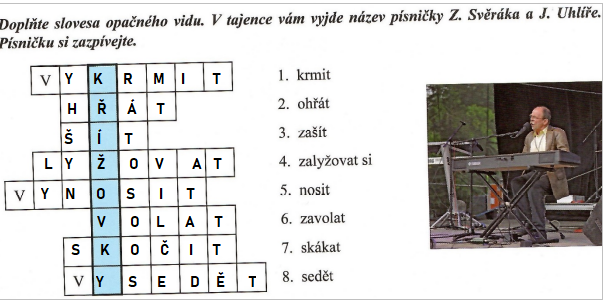 Doplňte slovesa opačného vidu. V tajence vám vyjde název písničky Z. Svěráka a J. Uhlíře.
Písničku si zazpívejte.
V Y K R M I T 1. krmit
H Ř Á T 2. ohřát
Š Í T 3. zašít
L Y Ž O V A T 4. zalyžovat si
V Y N O S I T 5. nosit
V O L A T 6. zavolat
S K O Č I T 7. skákat
V Y S E D Ě T 8. sedět